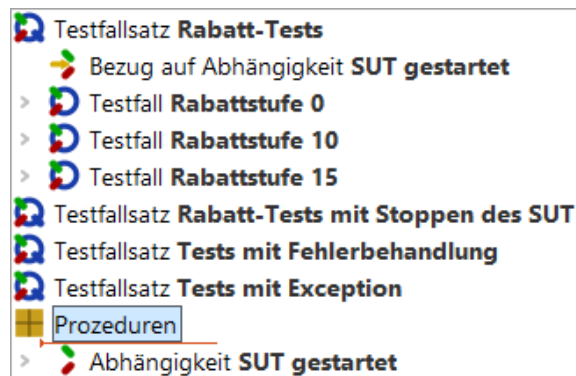 Testfallsatz Rabatt-Tests
Bezug auf Abhängigkeit SUT gestartet
Testfall Rabattstufe 0
Testfall Rabattstufe 10
Testfall Rabattstufe 15
Testfallsatz Rabatt-Tests mit Stoppen des SUT
Testfallsatz Tests mit Fehlerbehandlung
Testfallsatz Tests mit Exception
Prozeduren
Abhängigkeit SUT gestartet